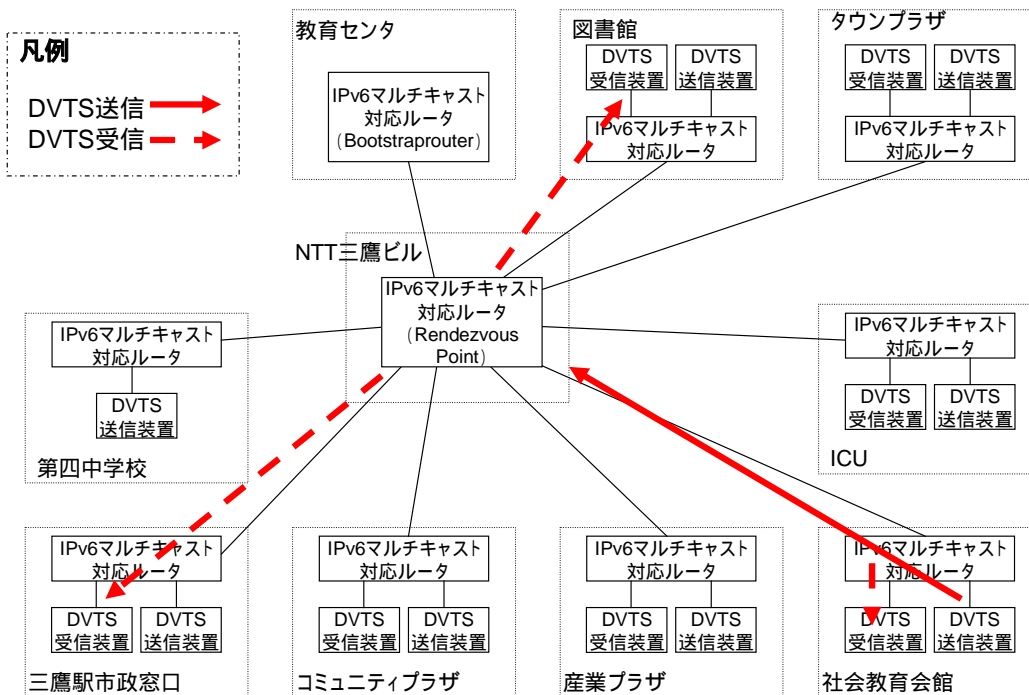 凡例
DVTS送信
DVTS受信
教育センタ
IPv6マルチキャスト
対応ルータ
(Bootstraprouter)
図書館
DVTS
受信装置
DVTS
送信装置
IPv6マルチキャスト
対応ルータ
タウンプラザ
DVTS
受信装置
DVTS
送信装置
IPv6マルチキャスト
対応ルータ
NTT三鷹ビル
IPv6マルチキャスト
対応ルータ
(Rendezvous
Point)
IPv6マルチキャスト
対応ルータ
DVTS
送信装置
第四中学校
IPv6マルチキャスト
対応ルータ
DVTS
受信装置
DVTS
送信装置
ICU
IPv6マルチキャスト
対応ルータ
DVTS
受信装置
DVTS
送信装置
三鷹駅市政窓口
IPv6マルチキャスト
対応ルータ
DVTS
受信装置
DVTS
送信装置
コミュニティプラザ
IPv6マルチキャスト
対応ルータ
DVTS
受信装置
DVTS
送信装置
産業プラザ
IPv6マルチキャスト
対応ルータ
DVTS
受信装置
DVTS
送信装置
社会教育会館